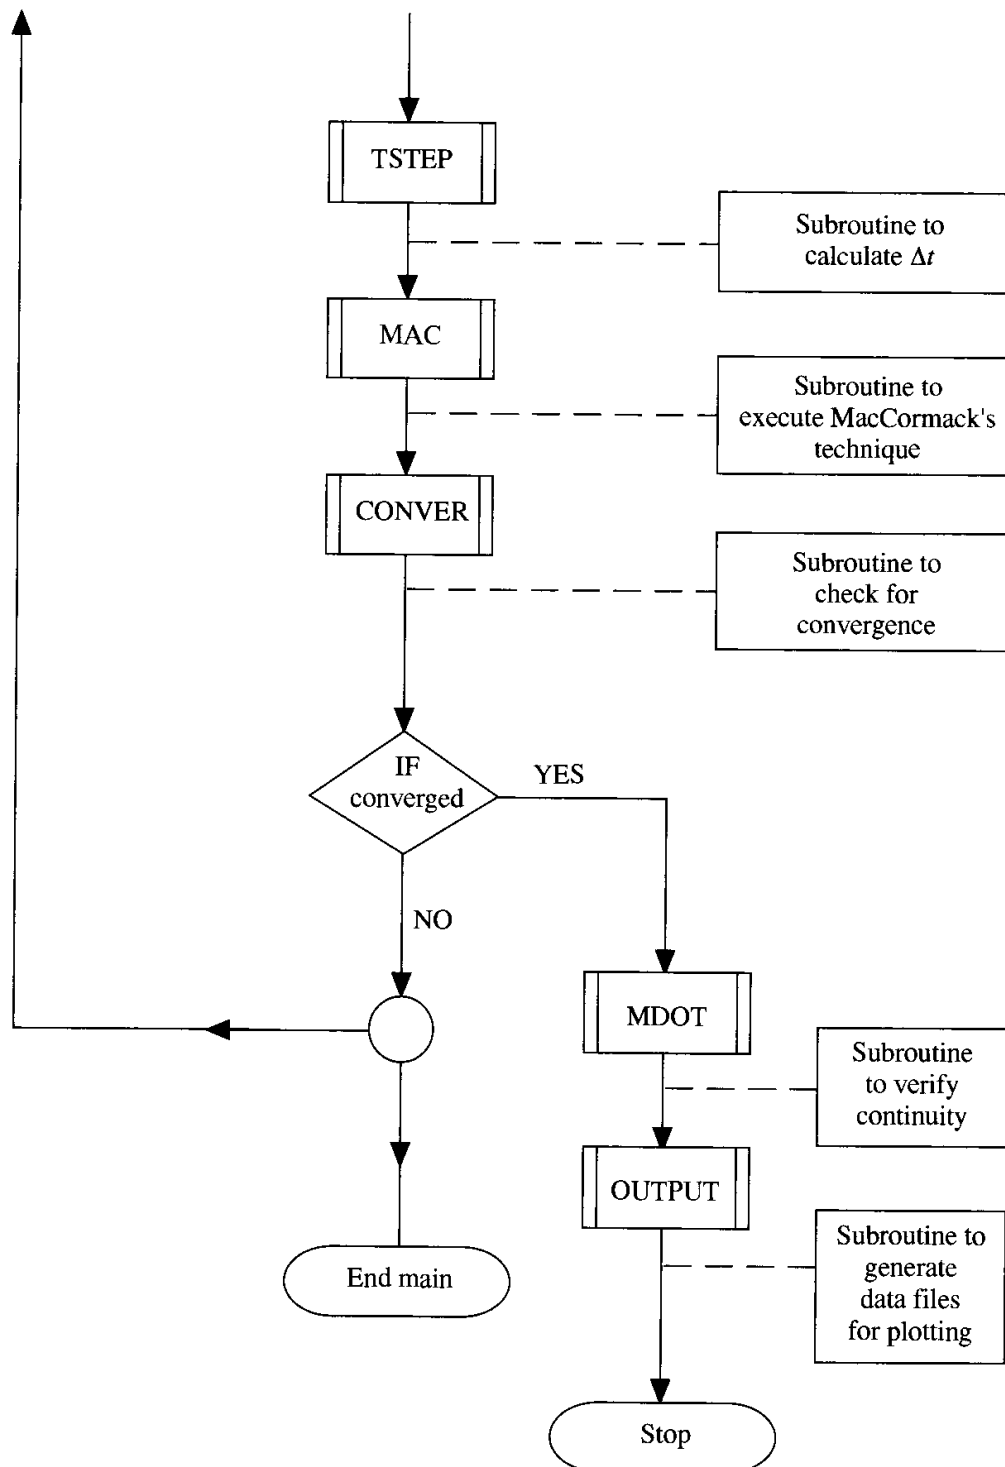 TSTEP
Subroutine to
calculate Δt
MAC
Subroutine to
execute MacCormack's
technique
CONVER
Subroutine to
check for
convergence
IF
converged
YES
NO
MDOT
Subroutine
to verify
continuity
OUTPUT
Subroutine to
generate
data files
for plotting
End main
Stop